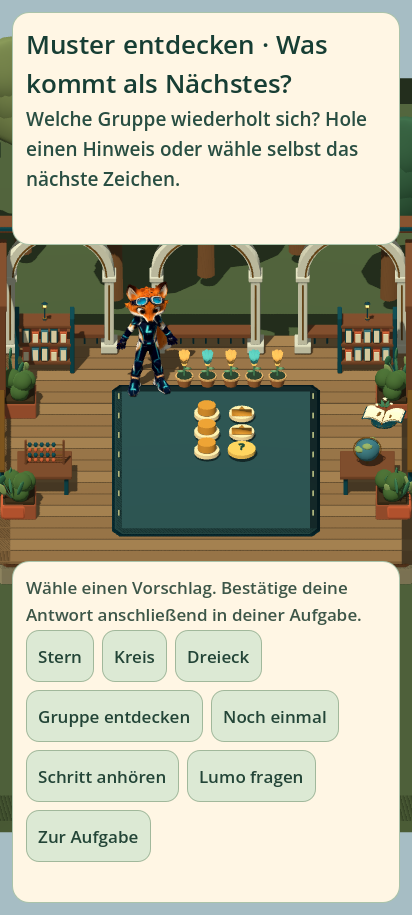 Muster entdecken · Was
kommt als Nächstes?
Welche Gruppe wiederholt sich? Hole
einen Hinweis oder wähle selbst das
nächste Zeichen.
?
Wähle einen Vorschlag. Bestätige deine
Antwort anschließend in deiner Aufgabe.
Stern Kreis Dreieck
Gruppe entdecken Noch einmal
Schritt anhören Lumo fragen
Zur Aufgabe